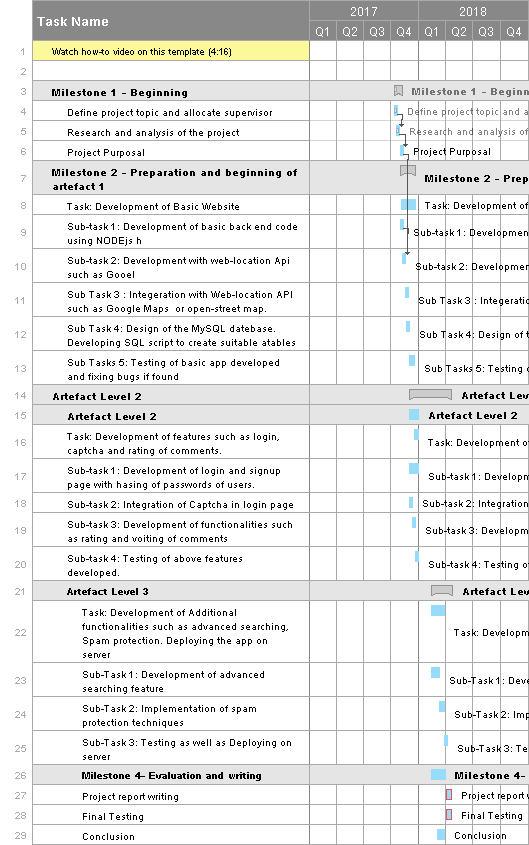 Task Name
2017
2018
Q1 Q2 Q3 Q4 Q1 Q2 Q3 Q4
1 Watch how-to video on this template (4:16)
2
3 Milestone 1 - Beginning Milestone 1 - Beginn
4 Define project topic and allocate supervisor Define project topic and a
5 Research and analysis of the project Research and analysis of
6 Project Purposal Project Purposal
7 Milestone 2 - Preparation and beginning of Milestone 2 - Prep
artefact 1
8 Task: Development of Basic Website Task: Development of
9 Sub-task 1: Development of basic back end code Sub-task 1: Developmen
using NODEjs h
10 Sub-task 2: Development with web-location Api Sub-task 2: Developme
such as Gooel
11 Sub Task 3 : Integeration with Web-location API Sub Task 3 : Integeratio
such as Google Maps or open-street map.
12 Sub Task 4: Design of the MySQL datebase. Sub Task 4: Design of t
Developing SQL script to create suitable atables
13 Sub Tasks 5: Testing of basic app developed Sub Tasks 5: Testing o
and fixing bugs if found
14 Artefact Level 2 Artefact Lev
15 Artefact Level 2 Artefact Level 2
16 Task: Development of features such as login, Task: Development o
captcha and rating of comments.
17 Sub-task 1: Development of login and signup Sub-task 1: Develop
page with hasing of passwords of users.
18 Sub-task 2: Integration of Captcha in login page Sub-task 2: Integration
19 Sub-task 3: Development of functionalities such Sub-task 3: Developm
as rating and voiting of comments
20 Sub-task 4: Testing of above features Sub-task 4: Testing of
developed.
21 Artefact Level 3 Artefact Lev
22 Task: Development of Additional Task: Developm
functionalities such as advanced searching,
Spam protection. Deploying the app on
server
23 Sub-Task 1: Development of advanced Sub-Task 1: Deve
searching feature
24 Sub-Task 2: Implementation of spam Sub-Task 2: Imp
protection techniques
25 Sub-Task 3: Testing as well as Deploying on Sub-Task 3: Te
server
26 Milestone 4- Evaluation and writing Milestone 4-
27 Project report writing Project report w
28 Final Testing Final Testing
29 Conclusion Conclusion